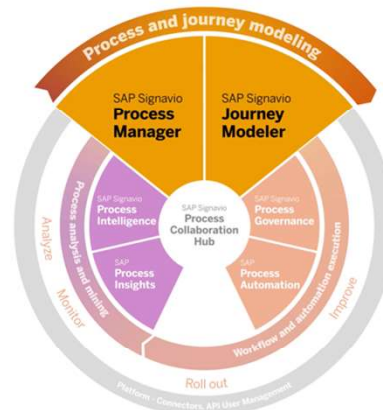 Process and journey modeling
SAP Signavio
Process
Manager
SAP Signavio
Journey
Modeler
SAP Signavio
Process
Intelligence
SAP
Process
Insights
SAP Signavio
Process
Collaboration
Hub
SAP Signavio
Process
Governance
SAP
Process
Automation
Process analysis and mining
Workflow and automation execution
Analyze
Monitor
Roll out
Improve
Platform - Connectors, API User Management